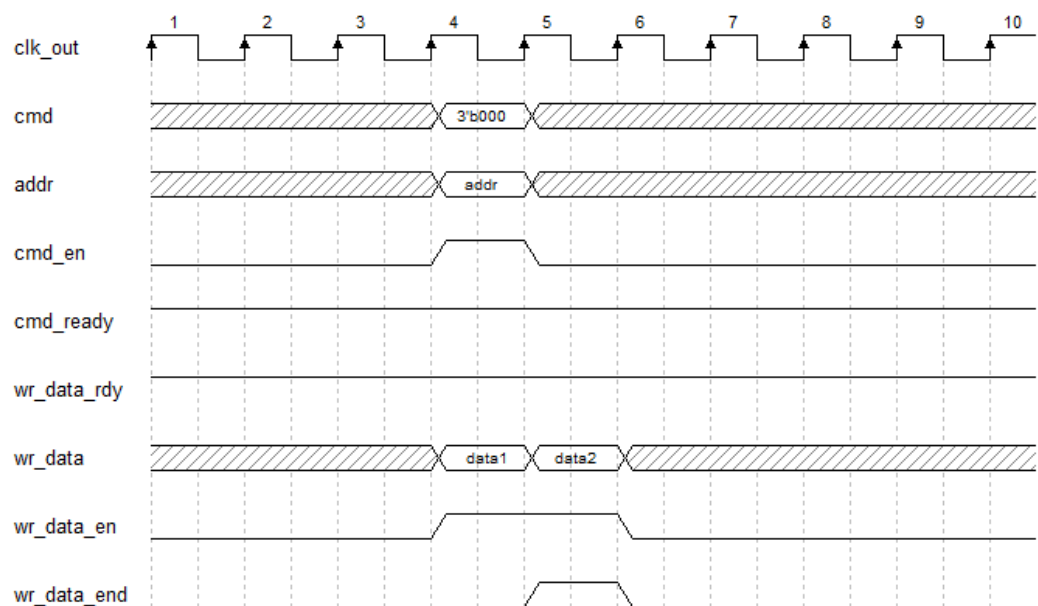 1 2 3 4 5 6 7 8 9 10
clk_out
cmd 3'b000
addr addr
cmd_en
cmd_ready
wr_data_rdy
wr_data data1 data2
wr_data_en
wr_data_end